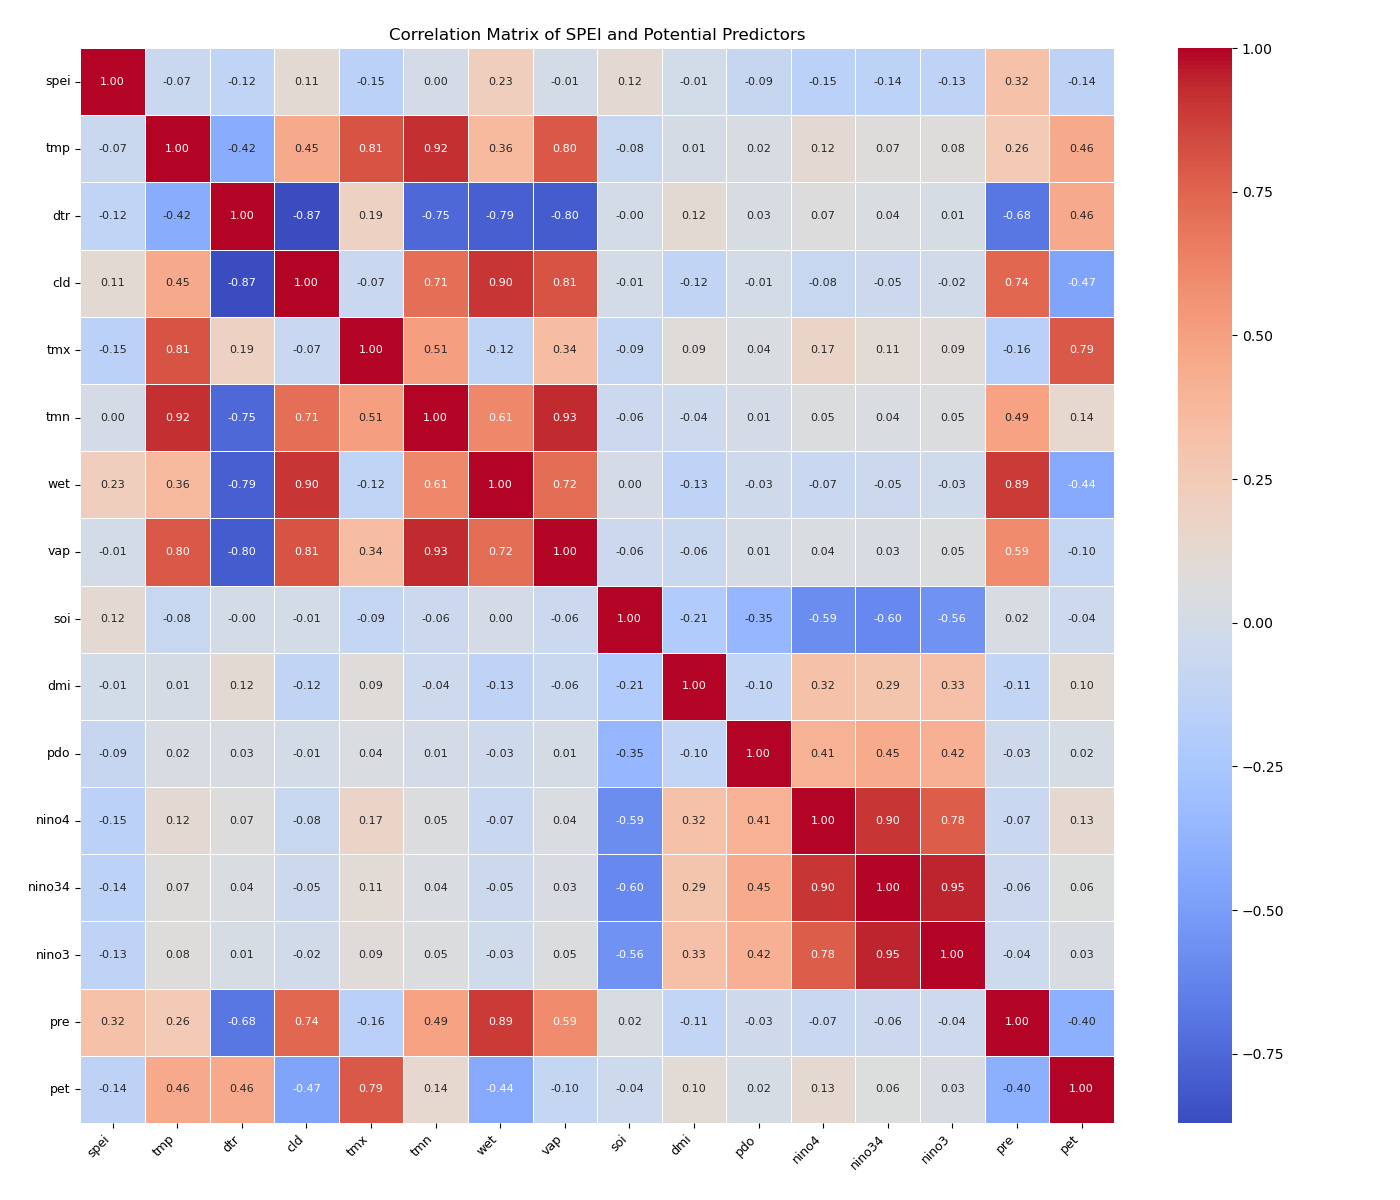 Correlation Matrix of SPEI and Potential Predictors
spei 1.00 -0.07 -0.12 0.11 -0.15 0.00 0.23 -0.01 0.12 -0.01 -0.09 -0.15 -0.14 -0.13 0.32 -0.14
tmp -0.07 1.00 -0.42 0.45 0.81 0.92 0.36 0.80 -0.08 0.01 0.02 0.12 0.07 0.08 0.26 0.46
dtr -0.12 -0.42 1.00 -0.87 0.19 -0.75 -0.79 -0.80 -0.00 0.12 0.03 0.07 0.04 0.01 -0.68 0.46
cld 0.11 0.45 -0.87 1.00 -0.07 0.71 0.90 0.81 -0.01 -0.12 -0.01 -0.08 -0.05 -0.02 0.74 -0.47
tmx -0.15 0.81 0.19 -0.07 1.00 0.51 -0.12 0.34 -0.09 0.09 0.04 0.17 0.11 0.09 -0.16 0.79
tmn 0.00 0.92 -0.75 0.71 0.51 1.00 0.61 0.93 -0.06 -0.04 0.01 0.05 0.04 0.05 0.49 0.14
wet 0.23 0.36 -0.79 0.90 -0.12 0.61 1.00 0.72 0.00 -0.13 -0.03 -0.07 -0.05 -0.03 0.89 -0.44
vap -0.01 0.80 -0.80 0.81 0.34 0.93 0.72 1.00 -0.06 -0.06 0.01 0.04 0.03 0.05 0.59 -0.10
soi 0.12 -0.08 -0.00 -0.01 -0.09 -0.06 0.00 -0.06 1.00 -0.21 -0.35 -0.59 -0.60 -0.56 0.02 -0.04
dmi -0.01 0.01 0.12 -0.12 0.09 -0.04 -0.13 -0.06 -0.21 1.00 -0.10 0.32 0.29 0.33 -0.11 0.10
pdo -0.09 0.02 0.03 -0.01 0.04 0.01 -0.03 0.01 -0.35 -0.10 1.00 0.41 0.45 0.42 -0.03 0.02
nino4 -0.15 0.12 0.07 -0.08 0.17 0.05 -0.07 0.04 -0.59 0.32 0.41 1.00 0.90 0.78 -0.07 0.13
nino34 -0.14 0.07 0.04 -0.05 0.11 0.04 -0.05 0.03 -0.60 0.29 0.45 0.90 1.00 0.95 -0.06 0.06
nino3 -0.13 0.08 0.01 -0.02 0.09 0.05 -0.03 0.05 -0.56 0.33 0.42 0.78 0.95 1.00 -0.04 0.03
pre 0.32 0.26 -0.68 0.74 -0.16 0.49 0.89 0.59 0.02 -0.11 -0.03 -0.07 -0.06 -0.04 1.00 -0.40
pet -0.14 0.46 0.46 -0.47 0.79 0.14 -0.44 -0.10 -0.04 0.10 0.02 0.13 0.06 0.03 -0.40 1.00
spei tmp dtr cld tmx tmn wet vap soi dmi pdo nino4 nino34 nino3 pre pet
1.00
0.75
0.50
0.25
0.00
−0.25
−0.50
−0.75